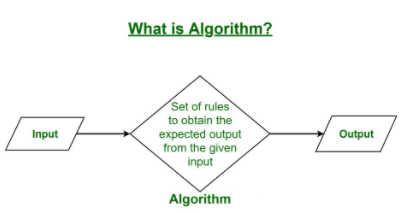 What is Algorithm?
Set of rules
to obtain the
expected output
from the given
input
Input
Output
Algorithm